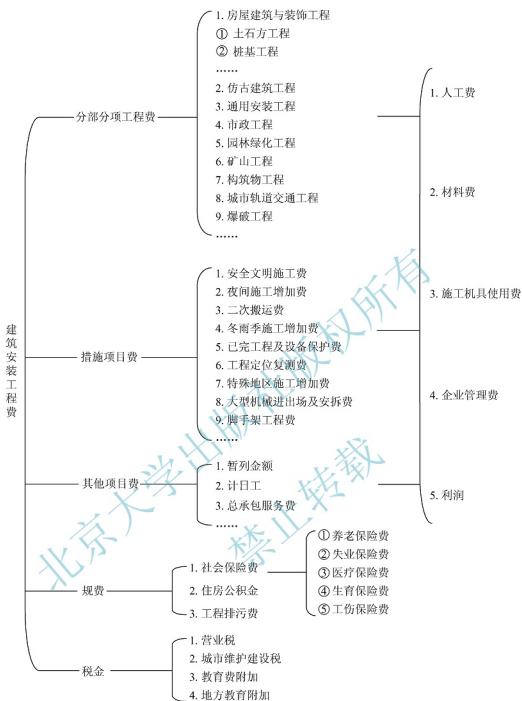 建筑安装工程费
分部分项工程费
1. 房屋建筑与装饰工程
① 土石方工程
② 桩基工程
……
2. 仿古建筑工程
3. 通用安装工程
4. 市政工程
5. 园林绿化工程
6. 矿山工程
7. 构筑物工程
8. 城市轨道交通工程
9. 爆破工程
……
措施项目费
1. 安全文明施工费
2. 夜间施工增加费
3. 二次搬运费
4. 冬雨季施工增加费
5. 已完工程及设备保护费
6. 工程定位复测费
7. 特殊地区施工增加费
8. 大型机械进出场及安拆费
9. 脚手架工程费
……
其他项目费
1. 暂列金额
2. 计日工
3. 总承包服务费
……
1. 人工费
2. 材料费
3. 施工机具使用费
4. 企业管理费
5. 利润
规费
1. 社会保险费
2. 住房公积金
3. 工程排污费
① 养老保险费
② 失业保险费
③ 医疗保险费
④ 生育保险费
⑤ 工伤保险费
税金
1. 营业税
2. 城市维护建设税
3. 教育费附加
4. 地方教育附加
北京大学出版社版权所有
禁止转载